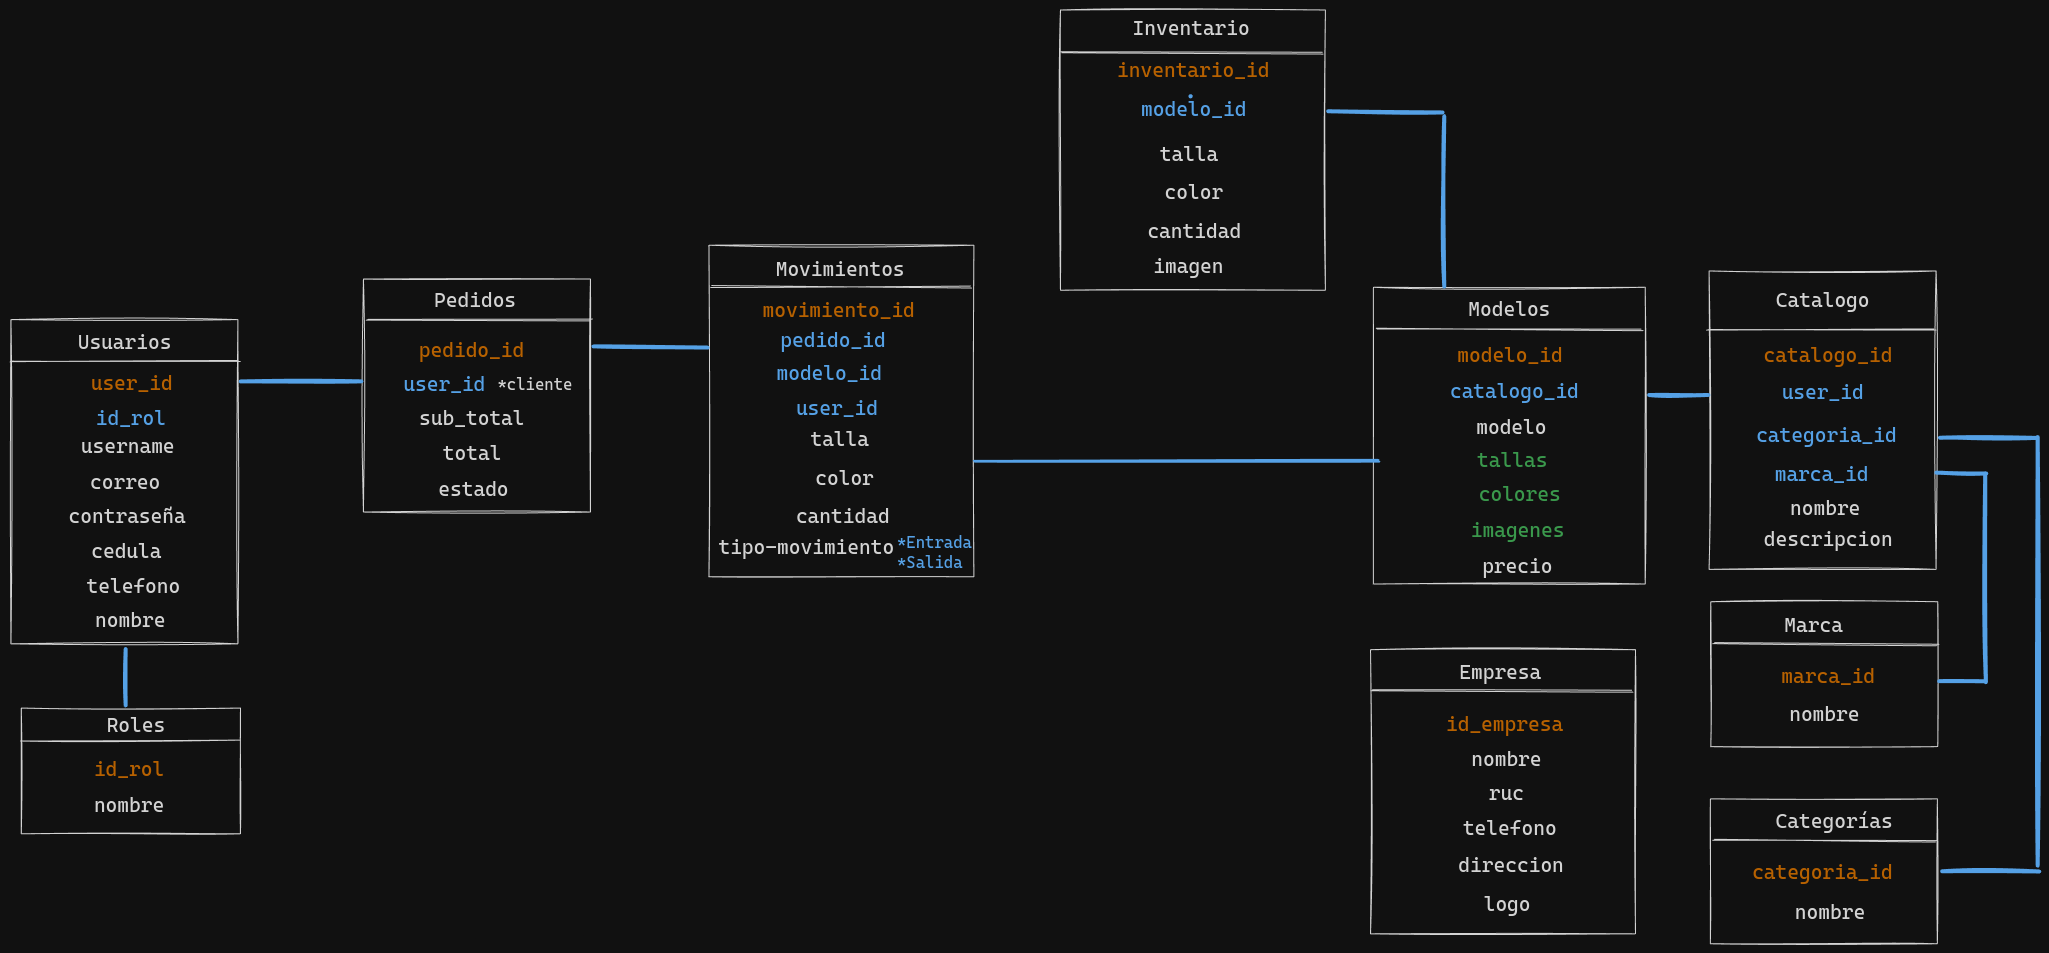 Inventario
inventario_id
modelo_id
talla
color
cantidad
imagen
Usuarios
user_id
id_rol
username
correo
contraseña
cedula
telefono
nombre
Roles
id_rol
nombre
Pedidos
pedido_id
user_id *cliente
sub_total
total
estado
Movimientos
movimiento_id
pedido_id
modelo_id
user_id
talla
color
cantidad
tipo-movimiento *Entrada
*Salida
Modelos
modelo_id
catalogo_id
modelo
tallas
colores
imagenes
precio
Empresa
id_empresa
nombre
ruc
telefono
direccion
logo
Catalogo
catalogo_id
user_id
categoria_id
marca_id
nombre
descripcion
Marca
marca_id
nombre
Categorías
categoria_id
nombre